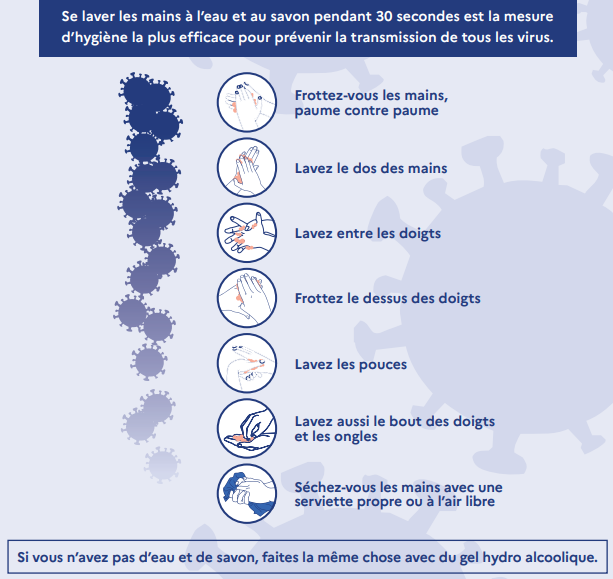 Se laver les mains à l'eau et au savon pendant 30 secondes est la mesure
d'hygiène la plus efficace pour prévenir la transmission de tous les virus.
Frottez-vous les mains,
paume contre paume
Lavez le dos des mains
Lavez entre les doigts
Frottez le dessus des doigts
Lavez les pouces
Lavez aussi le bout des doigts
et les ongles
Séchez-vous les mains avec une
serviette propre ou à l'air libre
Si vous n'avez pas d'eau et de savon, faites la même chose avec du gel hydro alcoolique.